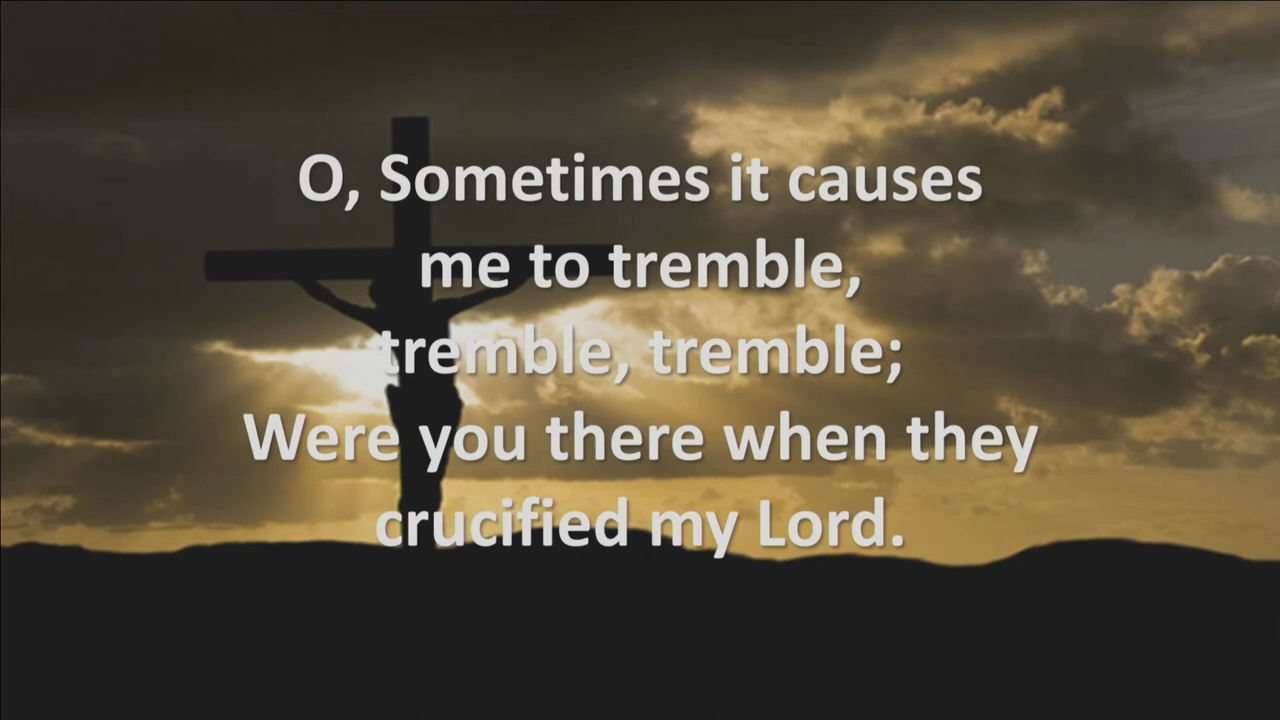 O, Sometimes it causes
me to tremble,
tremble, tremble;
Were you there when they
crucified my Lord.